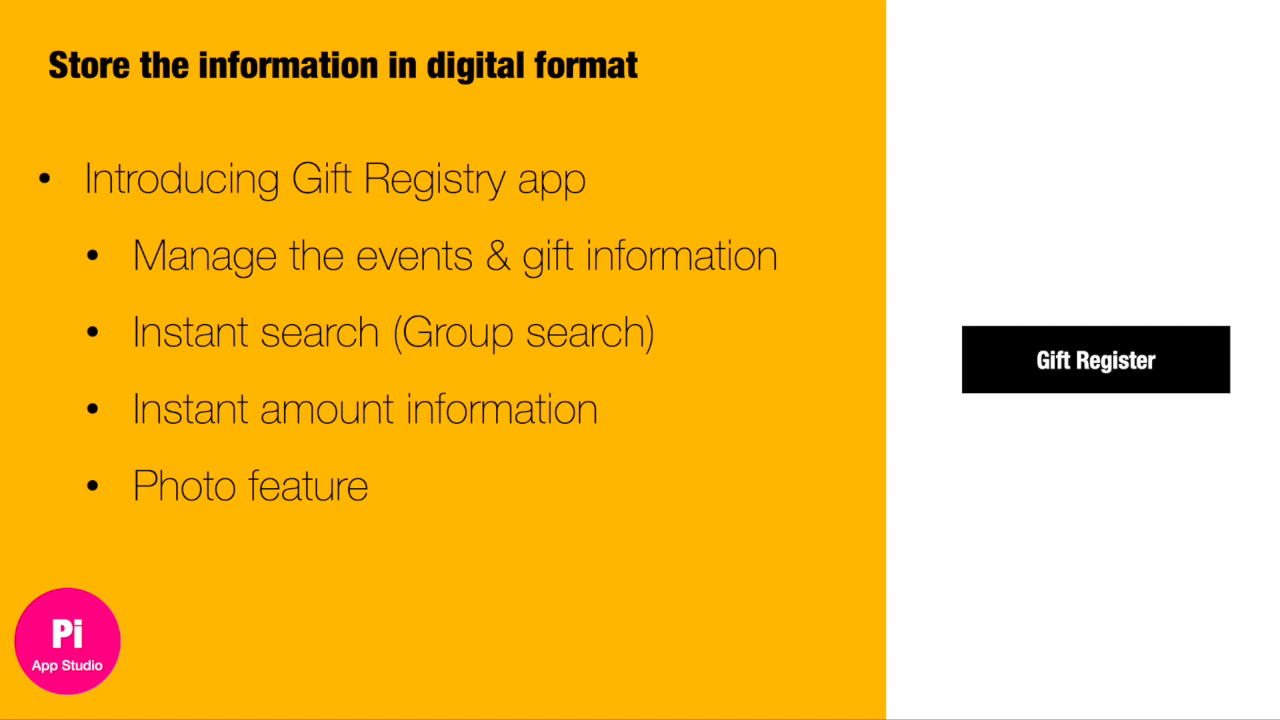 Store the information in digital format
• Introducing Gift Registry app
• Manage the events & gift information
• Instant search (Group search)
• Instant amount information
• Photo feature
Gift Register
Pi
App Studio